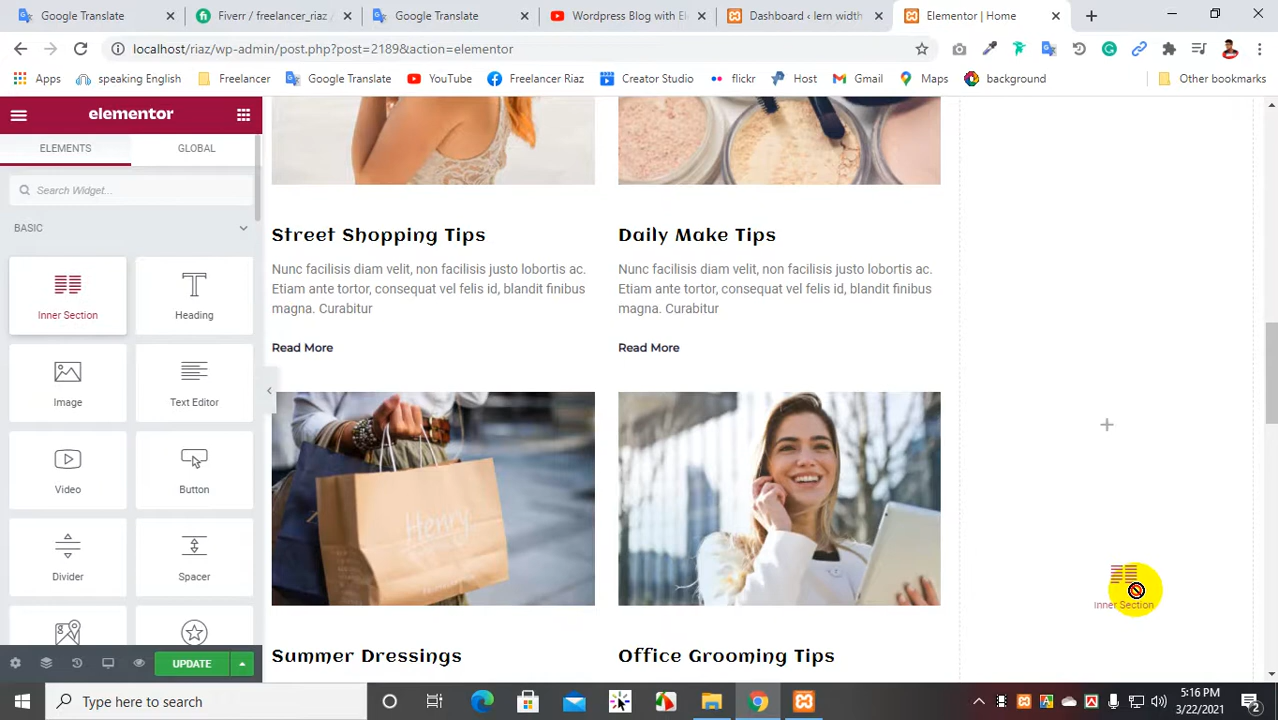 Google Translate
Fiverr / freelancer_riaz /
Google Translate
Wordpress Blog with El
Dashboard ‹ lern width
Elementor | Home
localhost/riaz/wp-admin/post.php?post=2189&action=elementor
Apps
speaking English
Freelancer
Google Translate
YouTube
Freelancer Riaz
Creator Studio
flickr
Host
Gmail
Maps
background
Other bookmarks
elementor
ELEMENTS
GLOBAL
Search Widget...
BASIC
Inner Section
Heading
Image
Text Editor
Video
Button
Divider
Spacer
UPDATE
Street Shopping Tips
Nunc facilisis diam velit, non facilisis justo lobortis ac.
Etiam ante tortor, consequat vel felis id, blandit finibus
magna. Curabitur
Read More
Daily Make Tips
Nunc facilisis diam velit, non facilisis justo lobortis ac.
Etiam ante tortor, consequat vel felis id, blandit finibus
magna. Curabitur
Read More
Henry
Inner Section
Summer Dressings
Office Grooming Tips
Type here to search
5:16 PM
3/22/2021
2